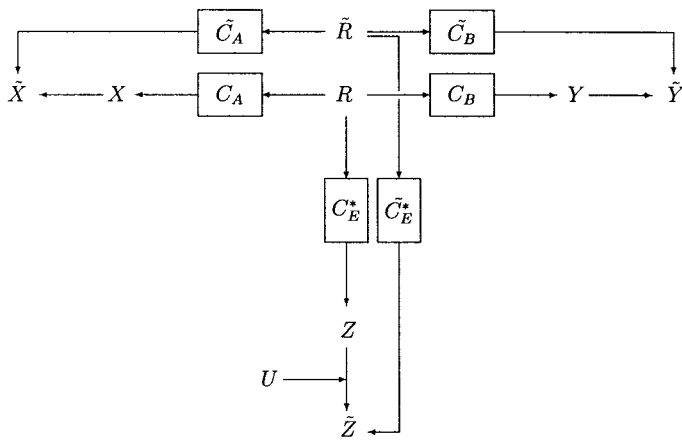 C̃_A R̃ C̃_B
X̃ X C_A R C_B Y Ỹ
C*_E C̃*_E
Z
U
Z̃